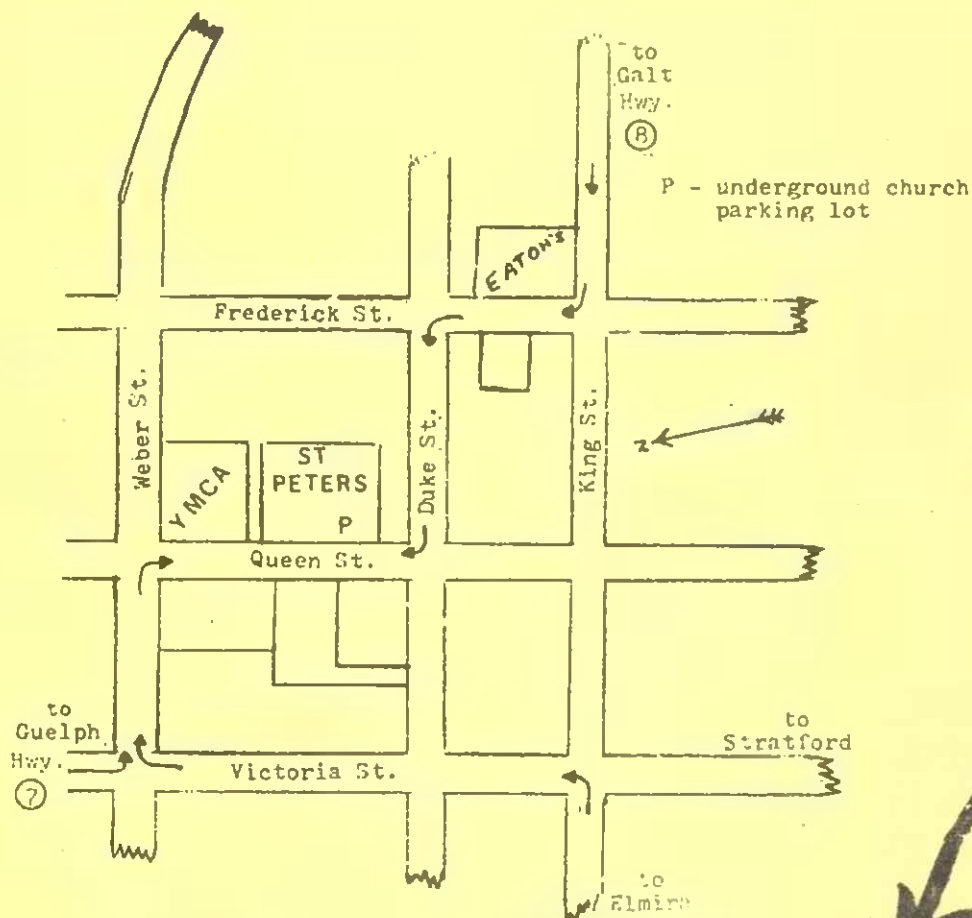 to
Galt
Hwy.
8
P - underground church
parking lot
EATON'S
Frederick St.
Weber St.
Duke St.
King St.
N
YMCA
ST
PETERS
P
Queen St.
to
Guelph
Hwy.
7
to
Stratford
Victoria St.
to
Elmira